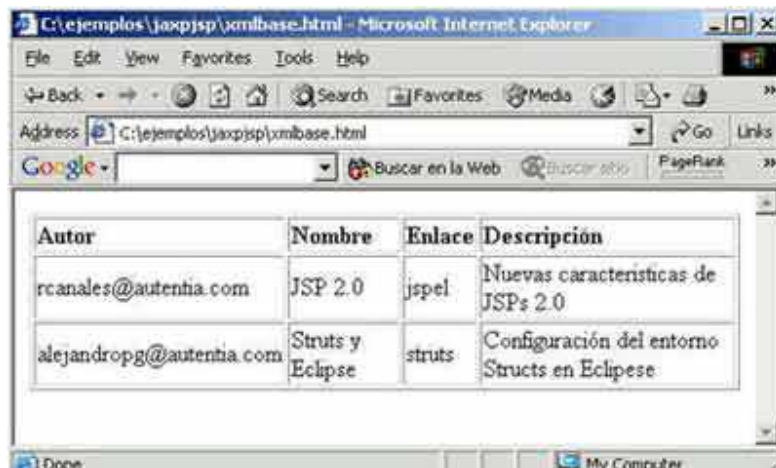 C:\ejemplos\jaxpjsp\xmlbase.html - Microsoft Internet Explorer
File Edit View Favorites Tools Help
Back Search Favorites Media
Address C:\ejemplos\jaxpjsp\xmlbase.html Go Links
Google Buscar en la Web Buscar sitio PageRank
Autor Nombre Enlace Descripción
rcanales@autentia.com JSP 2.0 jspel Nuevas características de
JSPs 2.0
alejandropg@autentia.com Struts y
Eclipse struts Configuración del entorno
Structs en Eclipese
Done My Computer